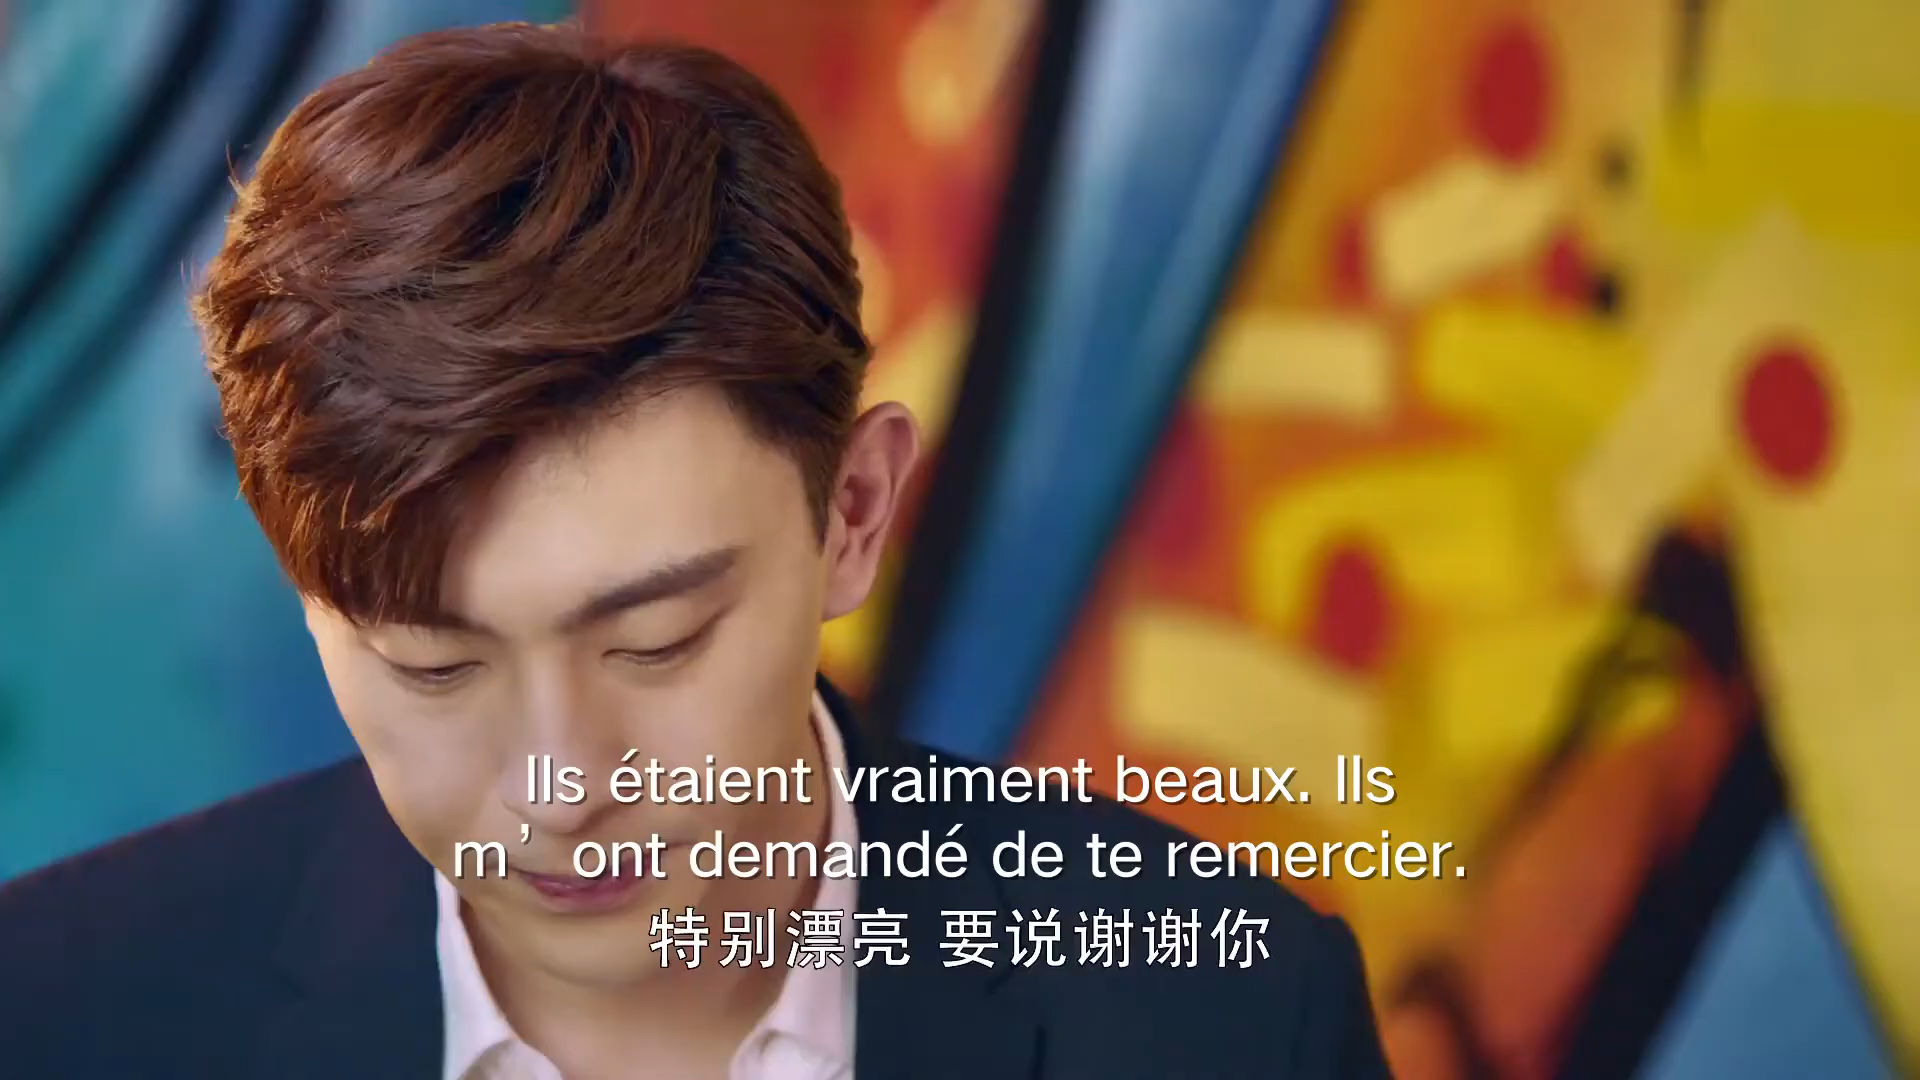 Ils étaient vraiment beaux. Ils
m’ont demandé de te remercier.
特别漂亮 要说谢谢你